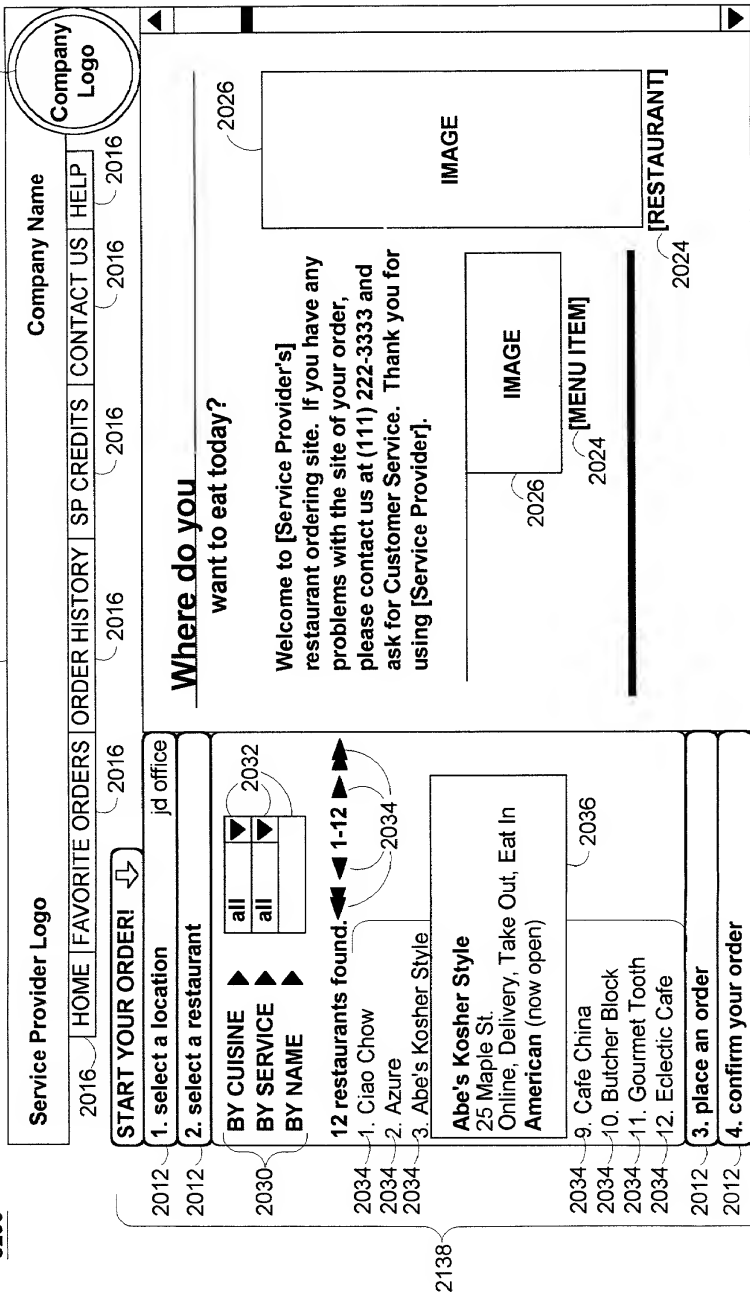 Service Provider Logo
Company Name
Company
Logo
2016
HOME | FAVORITE ORDERS | ORDER HISTORY | SP CREDITS | CONTACT US | HELP
2016
2016
2016
2016
2016
START YOUR ORDER!
2012
1. select a location
jd office
2012
2. select a restaurant
2030
BY CUISINE
all
BY SERVICE
all
BY NAME
2032
12 restaurants found.
1-12
2034
2034
1. Ciao Chow
2034
2. Azure
2034
3. Abe's Kosher Style
Abe's Kosher Style
25 Maple St.
Online, Delivery, Take Out, Eat In
American (now open)
2036
2034
9. Cafe China
2034
10. Butcher Block
2034
11. Gourmet Tooth
2034
12. Eclectic Cafe
2012
3. place an order
2012
4. confirm your order
2138
Where do you
want to eat today?
Welcome to [Service Provider's]
restaurant ordering site. If you have any
problems with the site of your order,
please contact us at (111) 222-3333 and
ask for Customer Service. Thank you for
using [Service Provider].
2026
IMAGE
[RESTAURANT]
2024
IMAGE
2026
[MENU ITEM]
2024